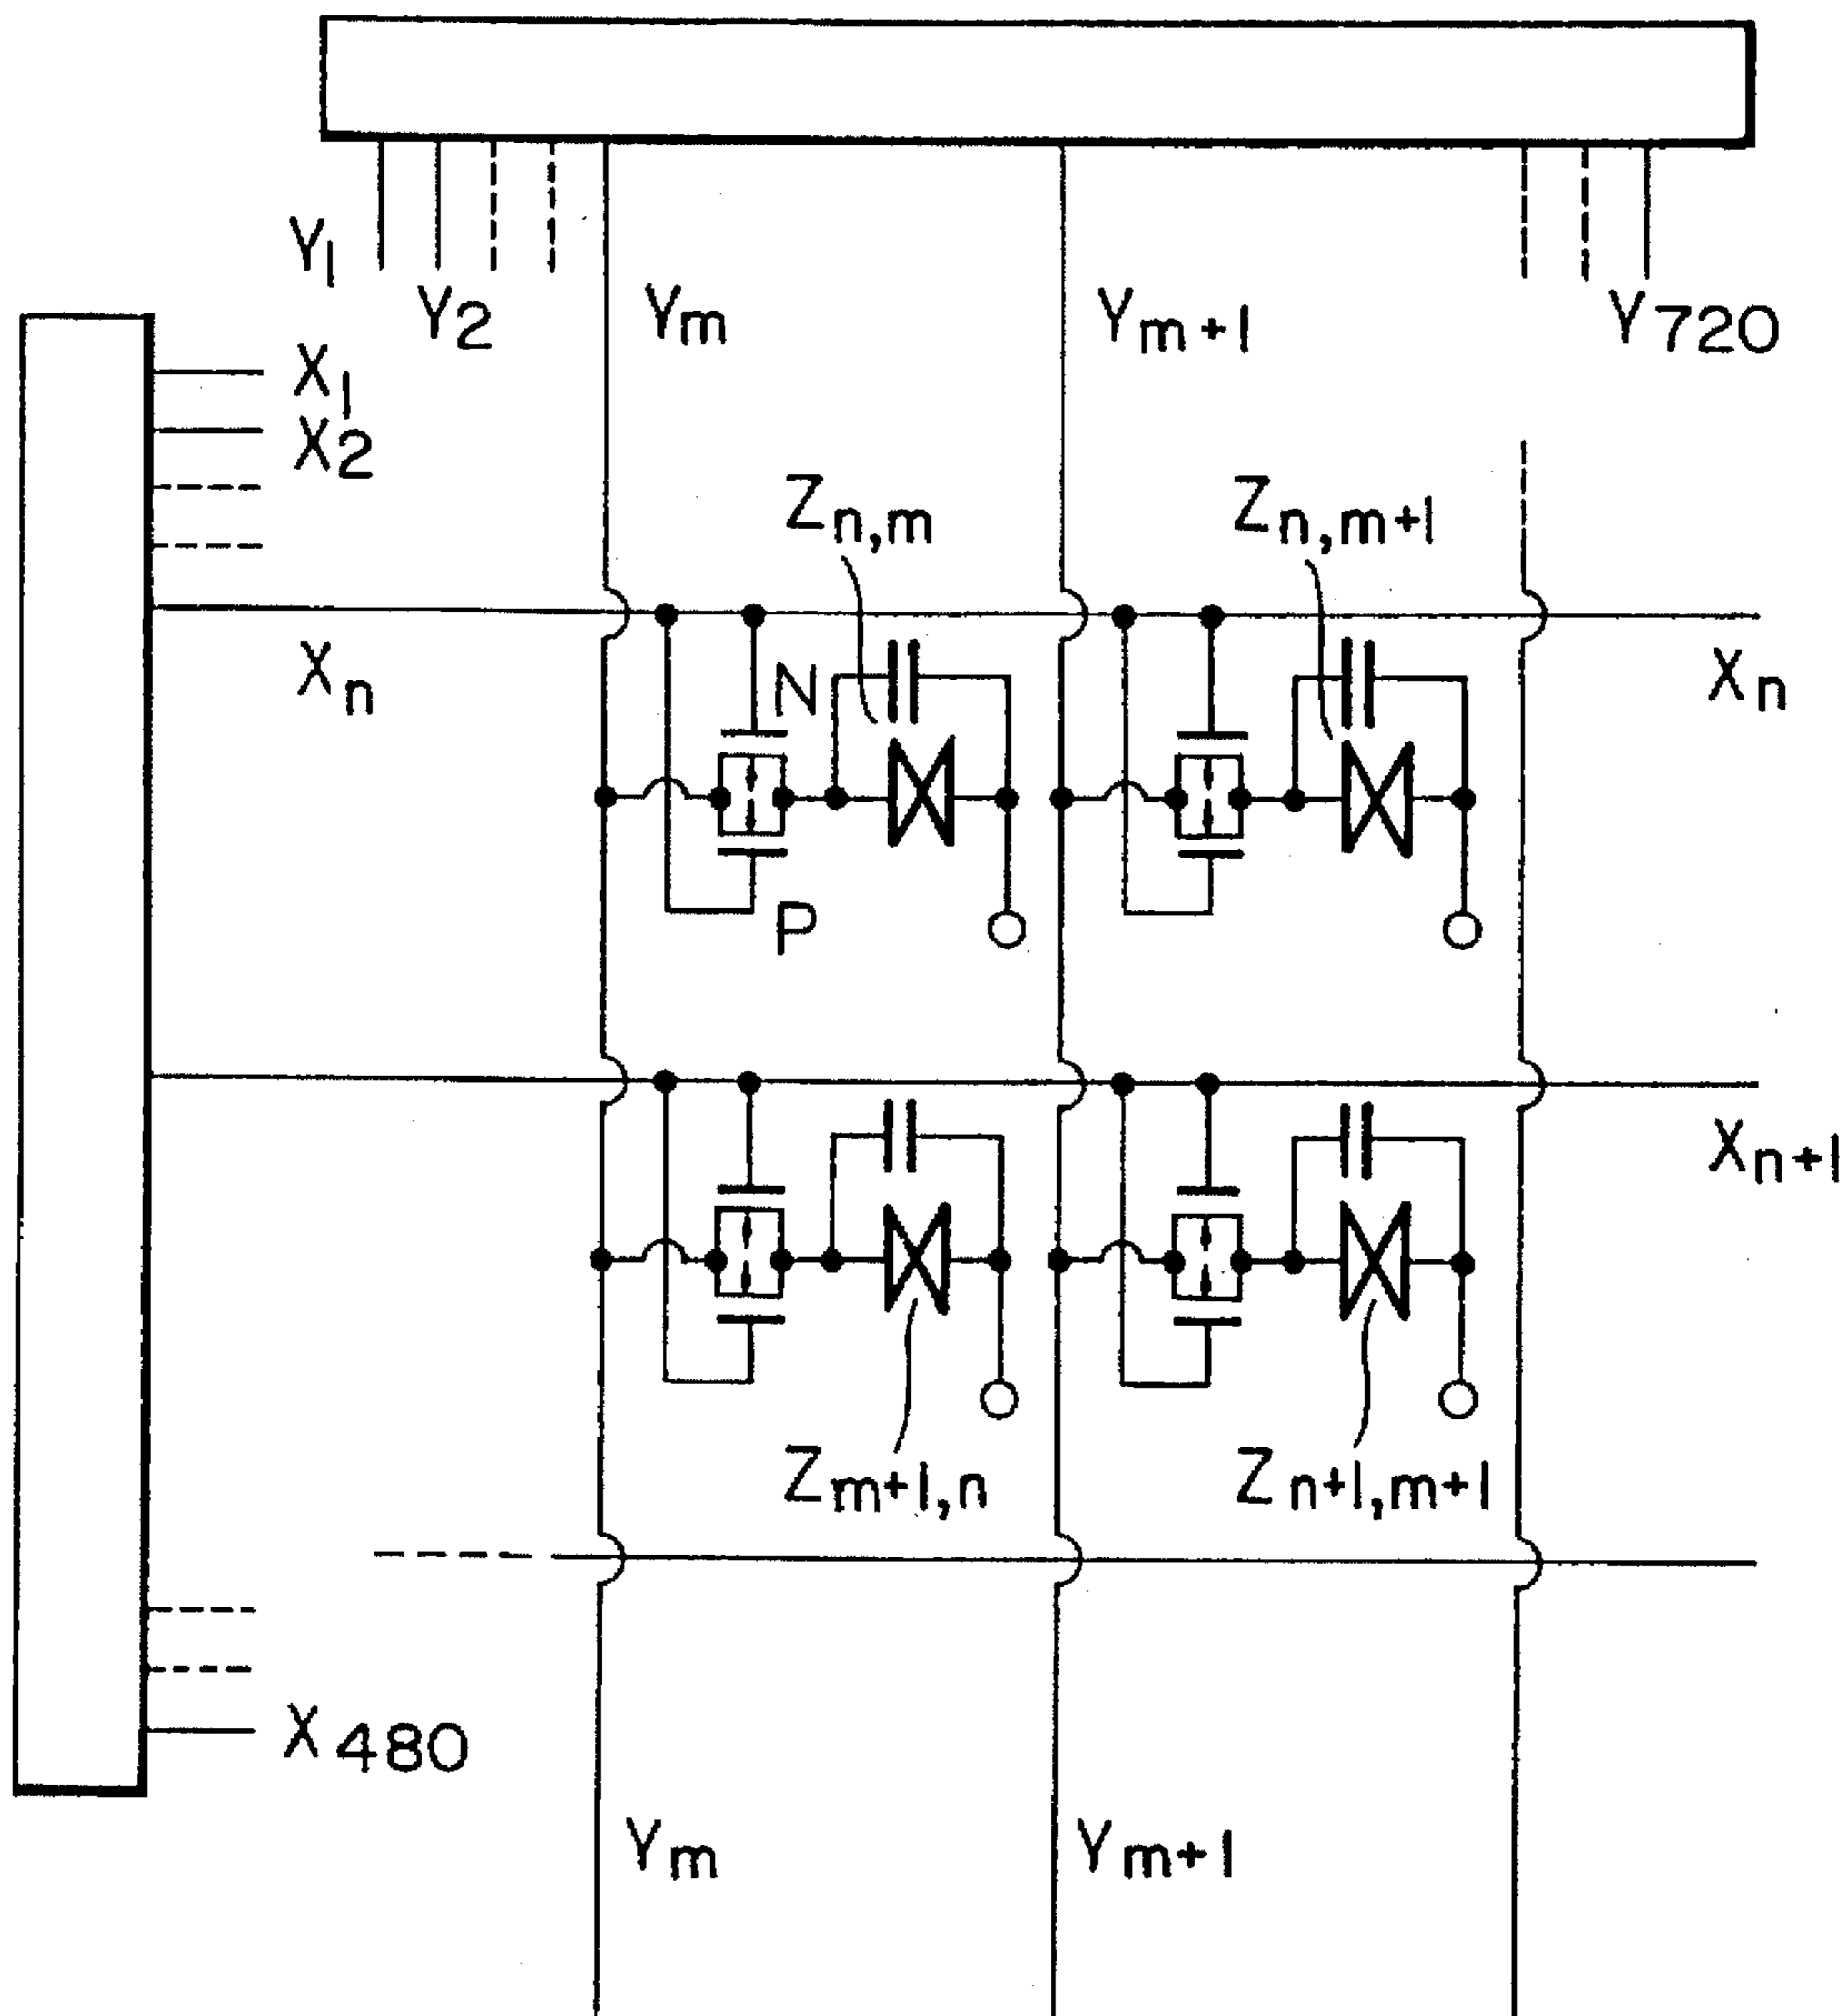 Y1
Y2
Ym
Ym+1
Y720
X1
X2
Zn,m
Zn,m+1
Xn
N
Xn
P
Xn+1
Zm+1,n
Zn+1,m+1
X480
Ym
Ym+1